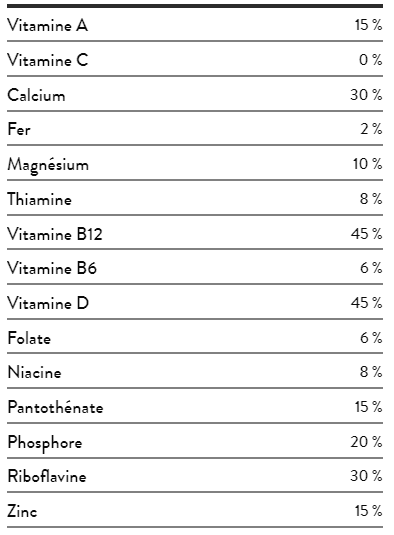 Vitamine A 15 %
Vitamine C 0 %
Calcium 30 %
Fer 2 %
Magnésium 10 %
Thiamine 8 %
Vitamine B12 45 %
Vitamine B6 6 %
Vitamine D 45 %
Folate 6 %
Niacine 8 %
Pantothénate 15 %
Phosphore 20 %
Riboflavine 30 %
Zinc 15 %